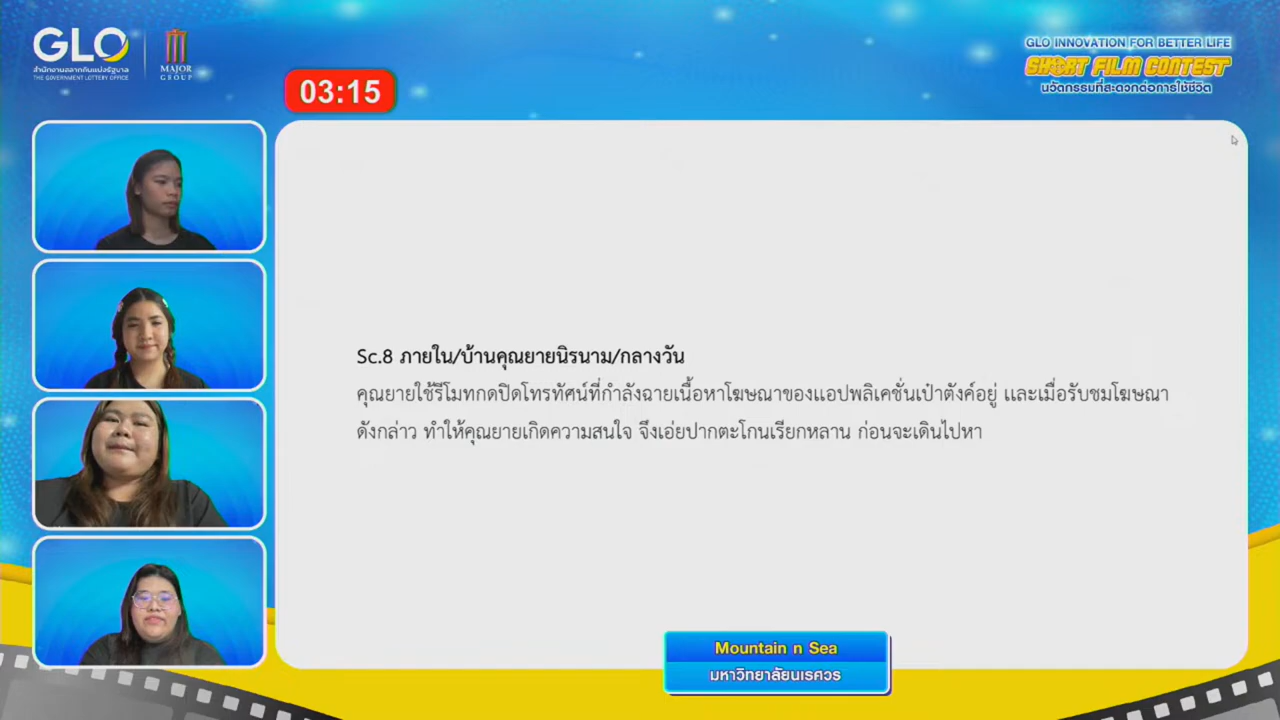 GLO
สำนักงานสลากกินแบ่งรัฐบาล
THE GOVERNMENT LOTTERY OFFICE
MAJOR
GROUP
GLO INNOVATION FOR BETTER LIFE
SHORT FILM CONTEST
นวัตกรรมที่สะดวกต่อการใช้ชีวิต
03:15
Sc.8 ภายใน/บ้านคุณยายนิรนาม/กลางวัน
คุณยายใช้รีโมทกดปิดโทรทัศน์ที่กำลังฉายเนื้อหาโฆษณาของแอปพลิเคชั่นเป๋าตังค์อยู่ และเมื่อรับชมโฆษณา
ดังกล่าว ทำให้คุณยายเกิดความสนใจ จึงเอ่ยปากตะโกนเรียกหลาน ก่อนจะเดินไปหา
Mountain n Sea
มหาวิทยาลัยนเรศวร